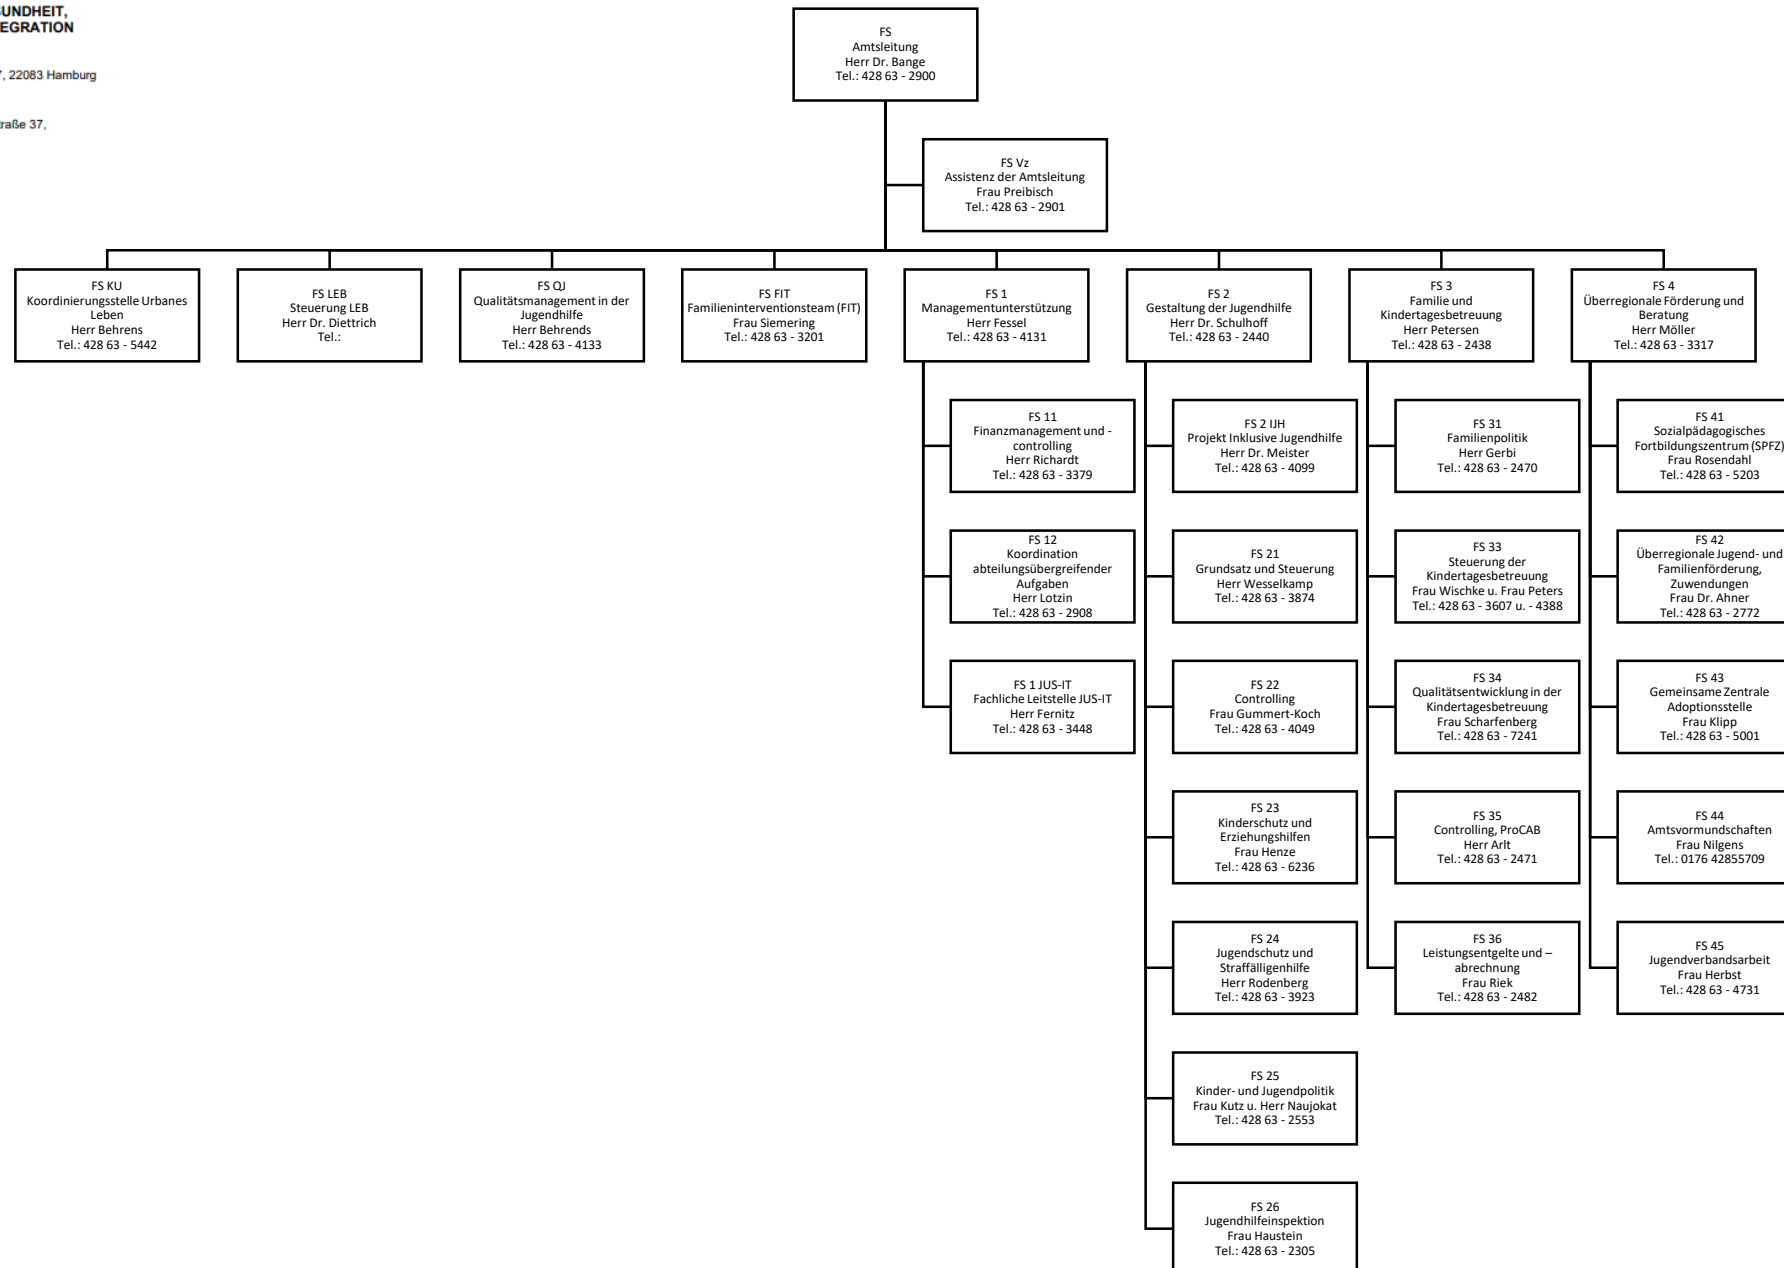 SUNDHEIT,
EGRATION
7, 22083 Hamburg
traße 37,
FS
Amtsleitung
Herr Dr. Bange
Tel.: 428 63 - 2900
FS Vz
Assistenz der Amtsleitung
Frau Preibisch
Tel.: 428 63 - 2901
FS KU
Koordinierungsstelle Urbanes
Leben
Herr Behrens
Tel.: 428 63 - 5442
FS LEB
Steuerung LEB
Herr Dr. Diettrich
Tel.:
FS QJ
Qualitätsmanagement in der
Jugendhilfe
Herr Behrends
Tel.: 428 63 - 4133
FS FIT
Familieninterventionsteam (FIT)
Frau Siemering
Tel.: 428 63 - 3201
FS 1
Managementunterstützung
Herr Fessel
Tel.: 428 63 - 4131
FS 2
Gestaltung der Jugendhilfe
Herr Dr. Schulhoff
Tel.: 428 63 - 2440
FS 3
Familie und
Kindertagesbetreuung
Herr Petersen
Tel.: 428 63 - 2438
FS 4
Überregionale Förderung und
Beratung
Herr Möller
Tel.: 428 63 - 3317
FS 11
Finanzmanagement und -
controlling
Herr Richardt
Tel.: 428 63 - 3379
FS 12
Koordination
abteilungsübergreifender
Aufgaben
Herr Lotzin
Tel.: 428 63 - 2908
FS 1 JUS-IT
Fachliche Leitstelle JUS-IT
Herr Fernitz
Tel.: 428 63 - 3448
FS 2 IJH
Projekt Inklusive Jugendhilfe
Herr Dr. Meister
Tel.: 428 63 - 4099
FS 21
Grundsatz und Steuerung
Herr Wesselkamp
Tel.: 428 63 - 3874
FS 22
Controlling
Frau Gummert-Koch
Tel.: 428 63 - 4049
FS 23
Kinderschutz und
Erziehungshilfen
Frau Henze
Tel.: 428 63 - 6236
FS 24
Jugendschutz und
Straffälligenhilfe
Herr Rodenberg
Tel.: 428 63 - 3923
FS 25
Kinder- und Jugendpolitik
Frau Kutz u. Herr Naujokat
Tel.: 428 63 - 2553
FS 26
Jugendhilfeinspektion
Frau Haustein
Tel.: 428 63 - 2305
FS 31
Familienpolitik
Herr Gerbi
Tel.: 428 63 - 2470
FS 33
Steuerung der
Kindertagesbetreuung
Frau Wischke u. Frau Peters
Tel.: 428 63 - 3607 u. - 4388
FS 34
Qualitätsentwicklung in der
Kindertagesbetreuung
Frau Scharfenberg
Tel.: 428 63 - 7241
FS 35
Controlling, ProCAB
Herr Arlt
Tel.: 428 63 - 2471
FS 36
Leistungsentgelte und –
abrechnung
Frau Riek
Tel.: 428 63 - 2482
FS 41
Sozialpädagogisches
Fortbildungszentrum (SPFZ)
Frau Rosendahl
Tel.: 428 63 - 5203
FS 42
Überregionale Jugend- und
Familienförderung,
Zuwendungen
Frau Dr. Ahner
Tel.: 428 63 - 2772
FS 43
Gemeinsame Zentrale
Adoptionsstelle
Frau Klipp
Tel.: 428 63 - 5001
FS 44
Amtsvormundschaften
Frau Nilgens
Tel.: 0176 42855709
FS 45
Jugendverbandsarbeit
Frau Herbst
Tel.: 428 63 - 4731